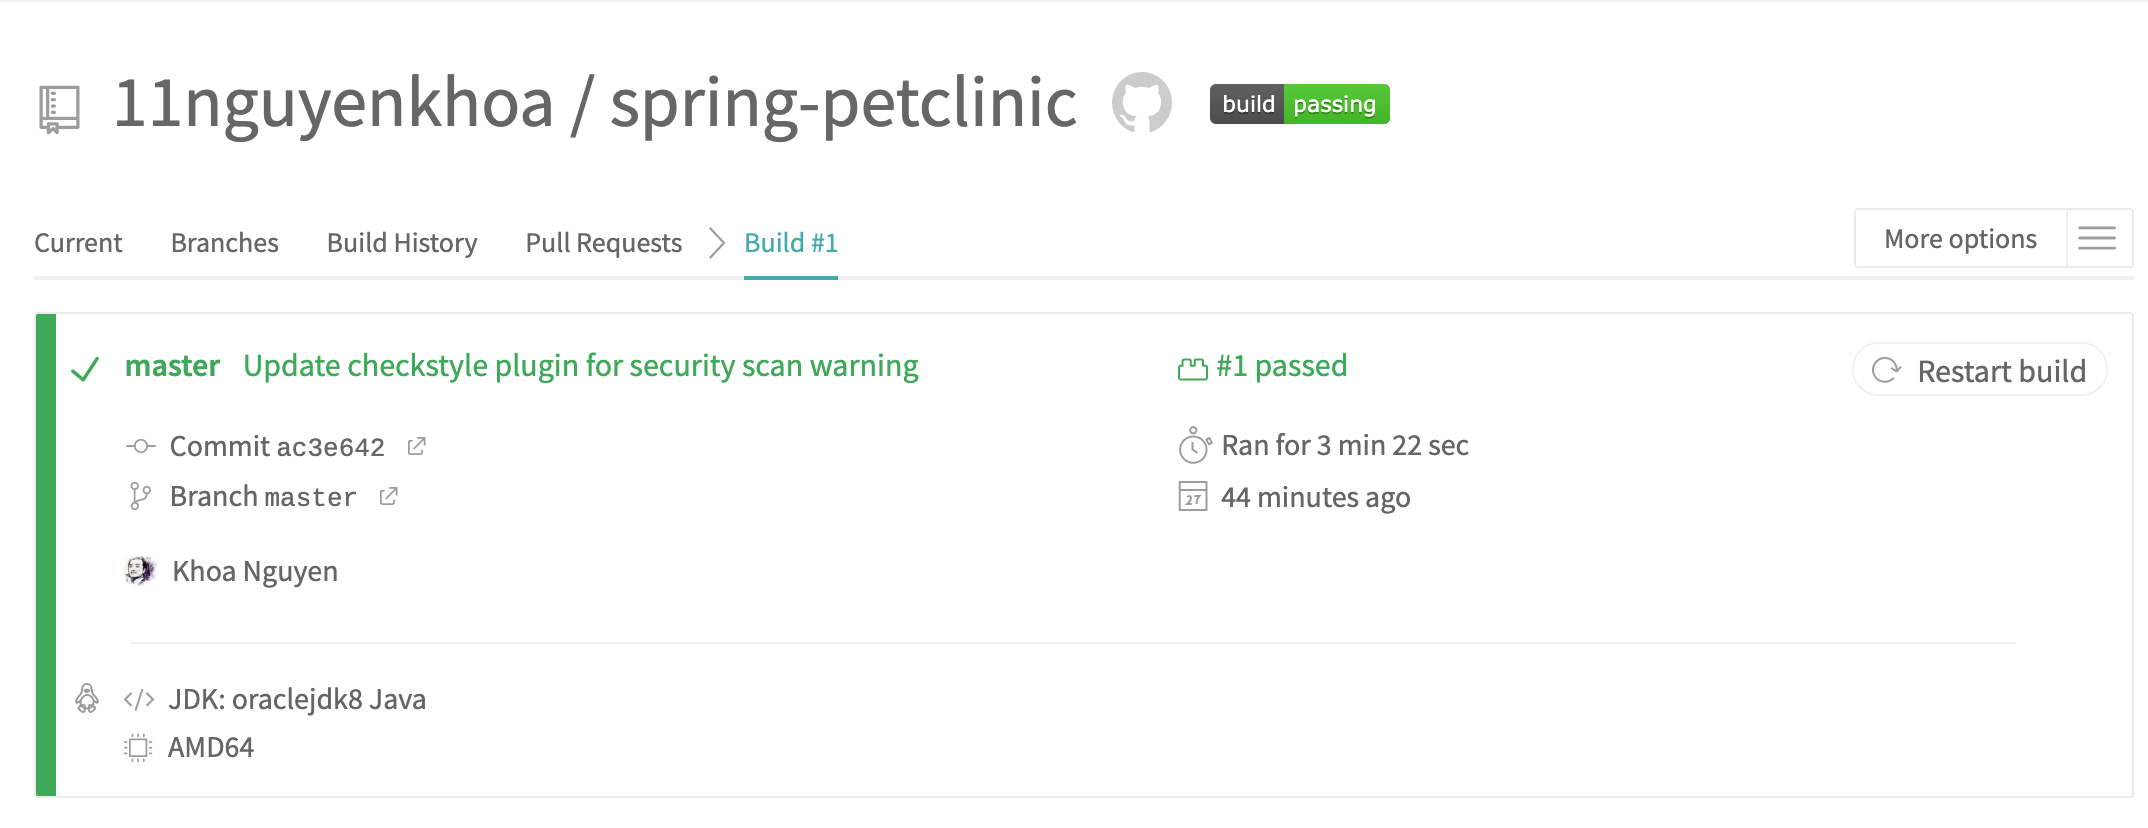 11nguyenkhoa / spring-petclinic build passing
Current Branches Build History Pull Requests Build #1 More options
master Update checkstyle plugin for security scan warning
#1 passed
Restart build
Commit ac3e642
Ran for 3 min 22 sec
Branch master
27 44 minutes ago
Khoa Nguyen
</> JDK: oraclejdk8 Java
AMD64